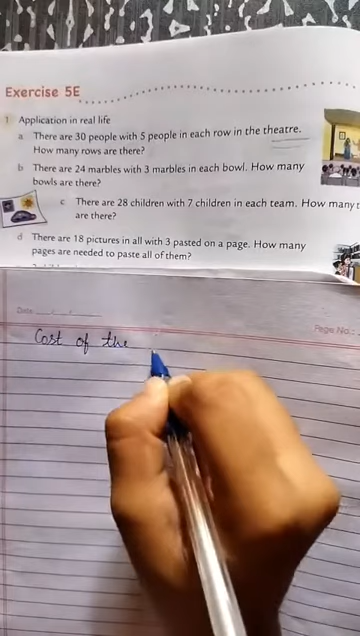 Exercise 5E
1 Application in real life
a There are 30 people with 5 people in each row in the theatre.
How many rows are there?
b There are 24 marbles with 3 marbles in each bowl. How many
bowls are there?
c There are 28 children with 7 children in each team. How many t
are there?
d There are 18 pictures in all with 3 pasted on a page. How many
pages are needed to paste all of them?
Date
Page No.:
Cost of the